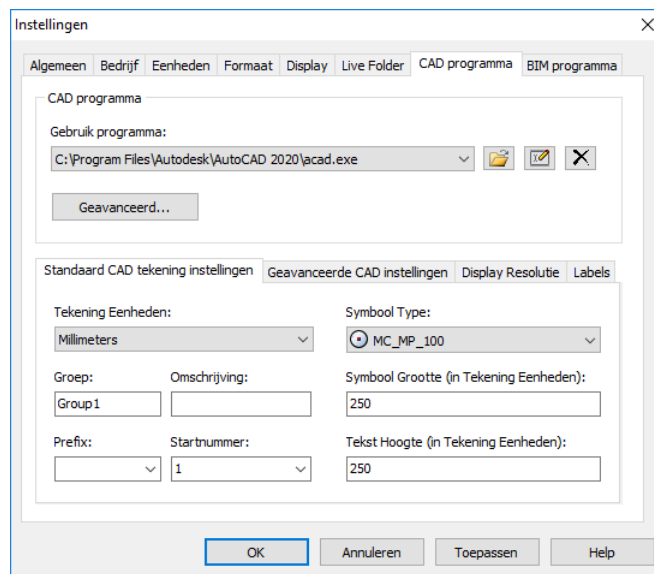 Instellingen
Algemeen Bedrijf Eenheden Formaat Display Live Folder CAD programma BIM programma
CAD programma
Gebruik programma:
C:\Program Files\Autodesk\AutoCAD 2020\acad.exe
Geavanceerd...
Standaard CAD tekening instellingen Geavanceerde CAD instellingen Display Resolutie Labels
Tekening Eenheden: Symbool Type:
Millimeters MC_MP_100
Groep: Omschrijving: Symbool Grootte (in Tekening Eenheden):
Group1 250
Prefix: Startnummer: Tekst Hoogte (in Tekening Eenheden):
1 250
OK Annuleren Toepassen Help